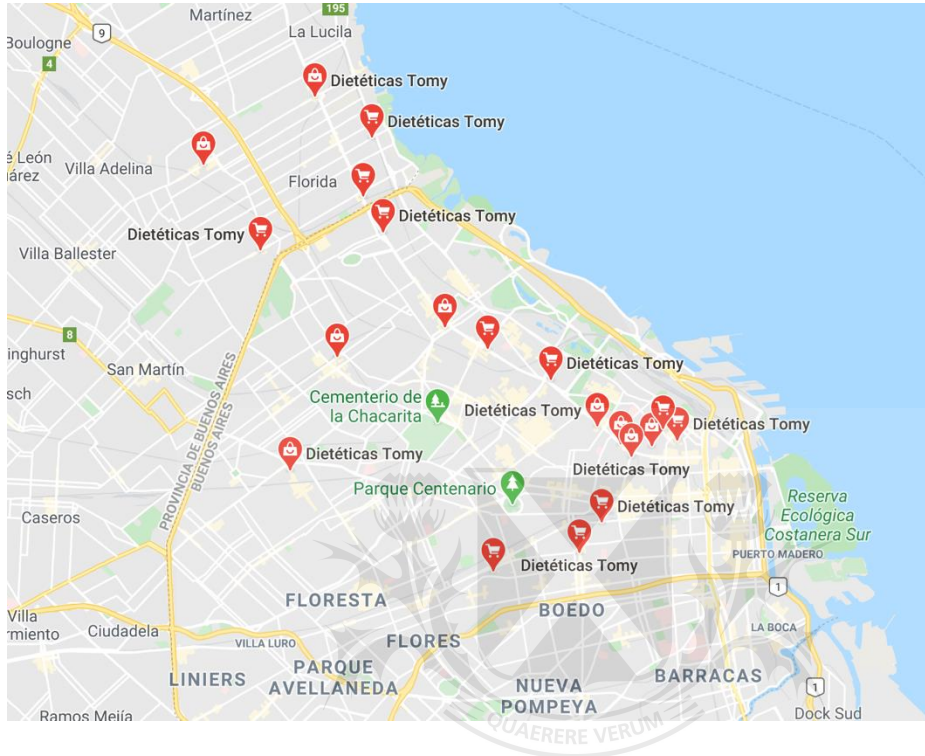 Martínez
195
La Lucila
9
Boulogne
4
Dietéticas Tomy
Dietéticas Tomy
é León
árez
Villa Adelina
Florida
Dietéticas Tomy
Dietéticas Tomy
Villa Ballester
8
inghurst
San Martín
sch
PROVINCIA DE BUENOS AIRES
BUENOS AIRES
Dietéticas Tomy
Cementerio de
la Chacarita
Dietéticas Tomy
Dietéticas Tomy
Dietéticas Tomy
Dietéticas Tomy
Parque Centenario
Reserva
Ecológica
Costanera Sur
Dietéticas Tomy
Caseros
PUERTO MADERO
Dietéticas Tomy
1
FLORESTA
BOEDO
Villa
rmiento
Ciudadela
VILLA LURO
FLORES
LA BOCA
LINIERS
PARQUE
AVELLANEDA
BARRACAS
NUEVA
POMPEYA
1
Ramos Mejía
Dock Sud
QUAERERE VERUM